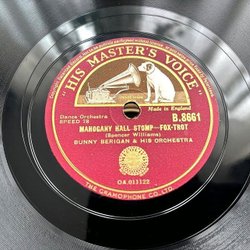 "HIS MASTER'S VOICE"
Made in England
Dance Orchestra
SPEED 78
B.8661
MAHOGANY HALL STOMP—FOX-TROT
(Spencer Williams)
BUNNY BERIGAN & HIS ORCHESTRA
OA.013122
THE GRAMOPHONE CO. LTD.